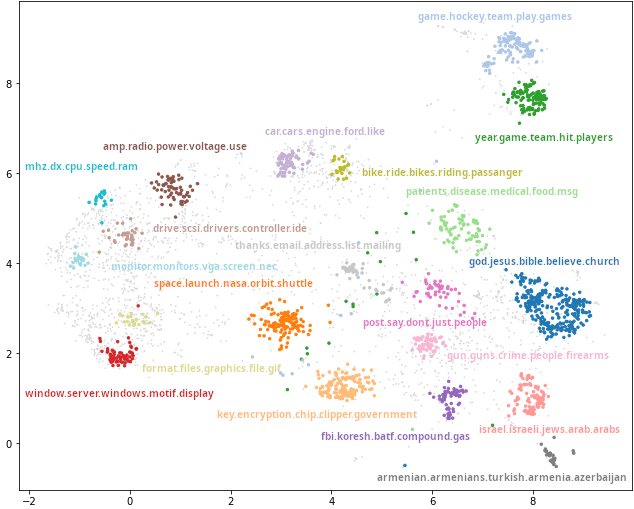 game.hockey.team.play.games
8
year.game.team.hit.players
car.cars.engine.ford.like
amp.radio.power.voltage.use
mhz.dx.cpu.speed.ram
bike.ride.bikes.riding.passanger
6
patients.disease.medical.food.msg
drive.scsi.drivers.controller.ide
thanks.email.address.list.mailing
god.jesus.bible.believe.church
monitor.monitors.vga.screen.nec
4
space.launch.nasa.orbit.shuttle
post.say.dont.just.people
2
gun.guns.crime.people.firearms
format.files.graphics.file.gif
window.server.windows.motif.display
key.encryption.chip.clipper.government
israel.israeli.jews.arab.arabs
fbi.koresh.batf.compound.gas
0
armenian.armenians.turkish.armenia.azerbaijan
−2 0 2 4 6 8